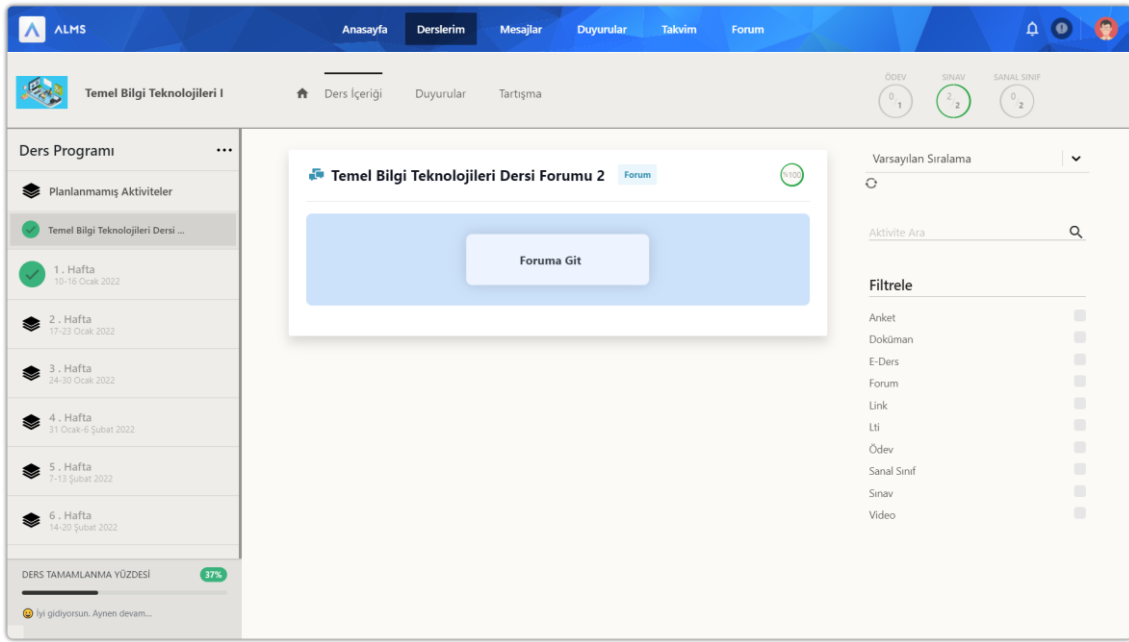 ALMS
Anasayfa Derslerim Mesajlar Duyurular Takvim Forum
Temel Bilgi Teknolojileri I
Ders İçeriği Duyurular Tartışma
ÖDEV SINAV SANAL SINIF
0 1 2 2 0 2
Ders Programı
Planlanmamış Aktiviteler
Temel Bilgi Teknolojileri Dersi ...
1 . Hafta
10-16 Ocak 2022
2 . Hafta
17-23 Ocak 2022
3 . Hafta
24-30 Ocak 2022
4 . Hafta
31 Ocak-6 Şubat 2022
5 . Hafta
7-13 Şubat 2022
6 . Hafta
14-20 Şubat 2022
DERS TAMAMLANMA YÜZDESİ 37%
İyi gidiyorsun. Aynen devam...
Temel Bilgi Teknolojileri Dersi Forumu 2 Forum %100
Foruma Git
Varsayılan Sıralama
Aktivite Ara
Filtrele
Anket
Doküman
E-Ders
Forum
Link
Lti
Ödev
Sanal Sınıf
Sınav
Video